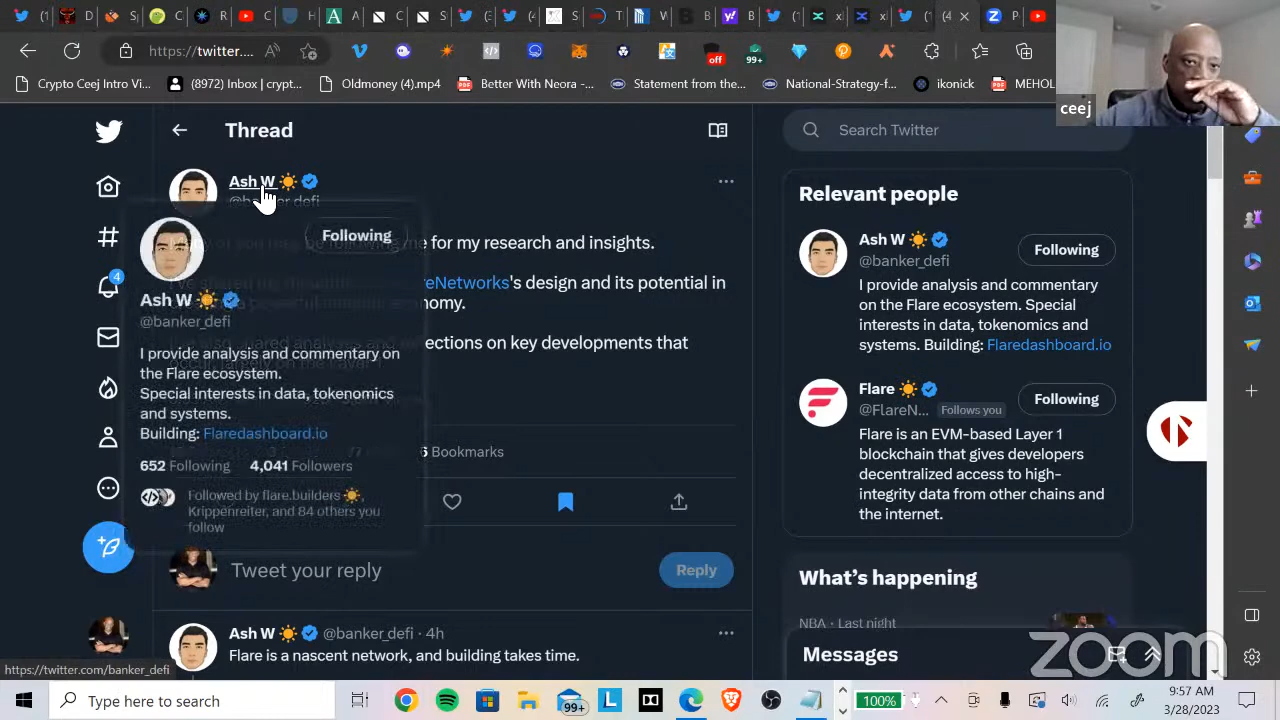 https://twitter....
off
99+
Crypto Ceej Intro Vi...
(8972) Inbox | crypt...
Oldmoney (4).mp4
Better With Neora -...
Statement from the...
National-Strategy-f...
ikonick
MEHOL
ceej
Thread
Search Twitter
Ash W
@banker_defi
Following
e for my research and insights.
reNetworks's design and its potential in
onomy.
ections on key developments that
6 Bookmarks
Ash W
@banker_defi
I provide analysis and commentary on
the Flare ecosystem.
Special interests in data, tokenomics
and systems.
Building: Flaredashboard.io
652 Following 4,041 Followers
Followed by flare.builders
Krippenreiter, and 84 others you
follow
4
Tweet your reply
Reply
Ash W @banker_defi · 4h
Flare is a nascent network, and building takes time.
https://twitter.com/banker_defi
Relevant people
Ash W
@banker_defi
Following
I provide analysis and commentary
on the Flare ecosystem. Special
interests in data, tokenomics and
systems. Building: Flaredashboard.io
Flare
@FlareN... Follows you
Following
Flare is an EVM-based Layer 1
blockchain that gives developers
decentralized access to high-
integrity data from other chains and
the internet.
What's happening
NBA · Last night
Messages
zoom
Type here to search
99+
100%
9:57 AM
3/28/2023